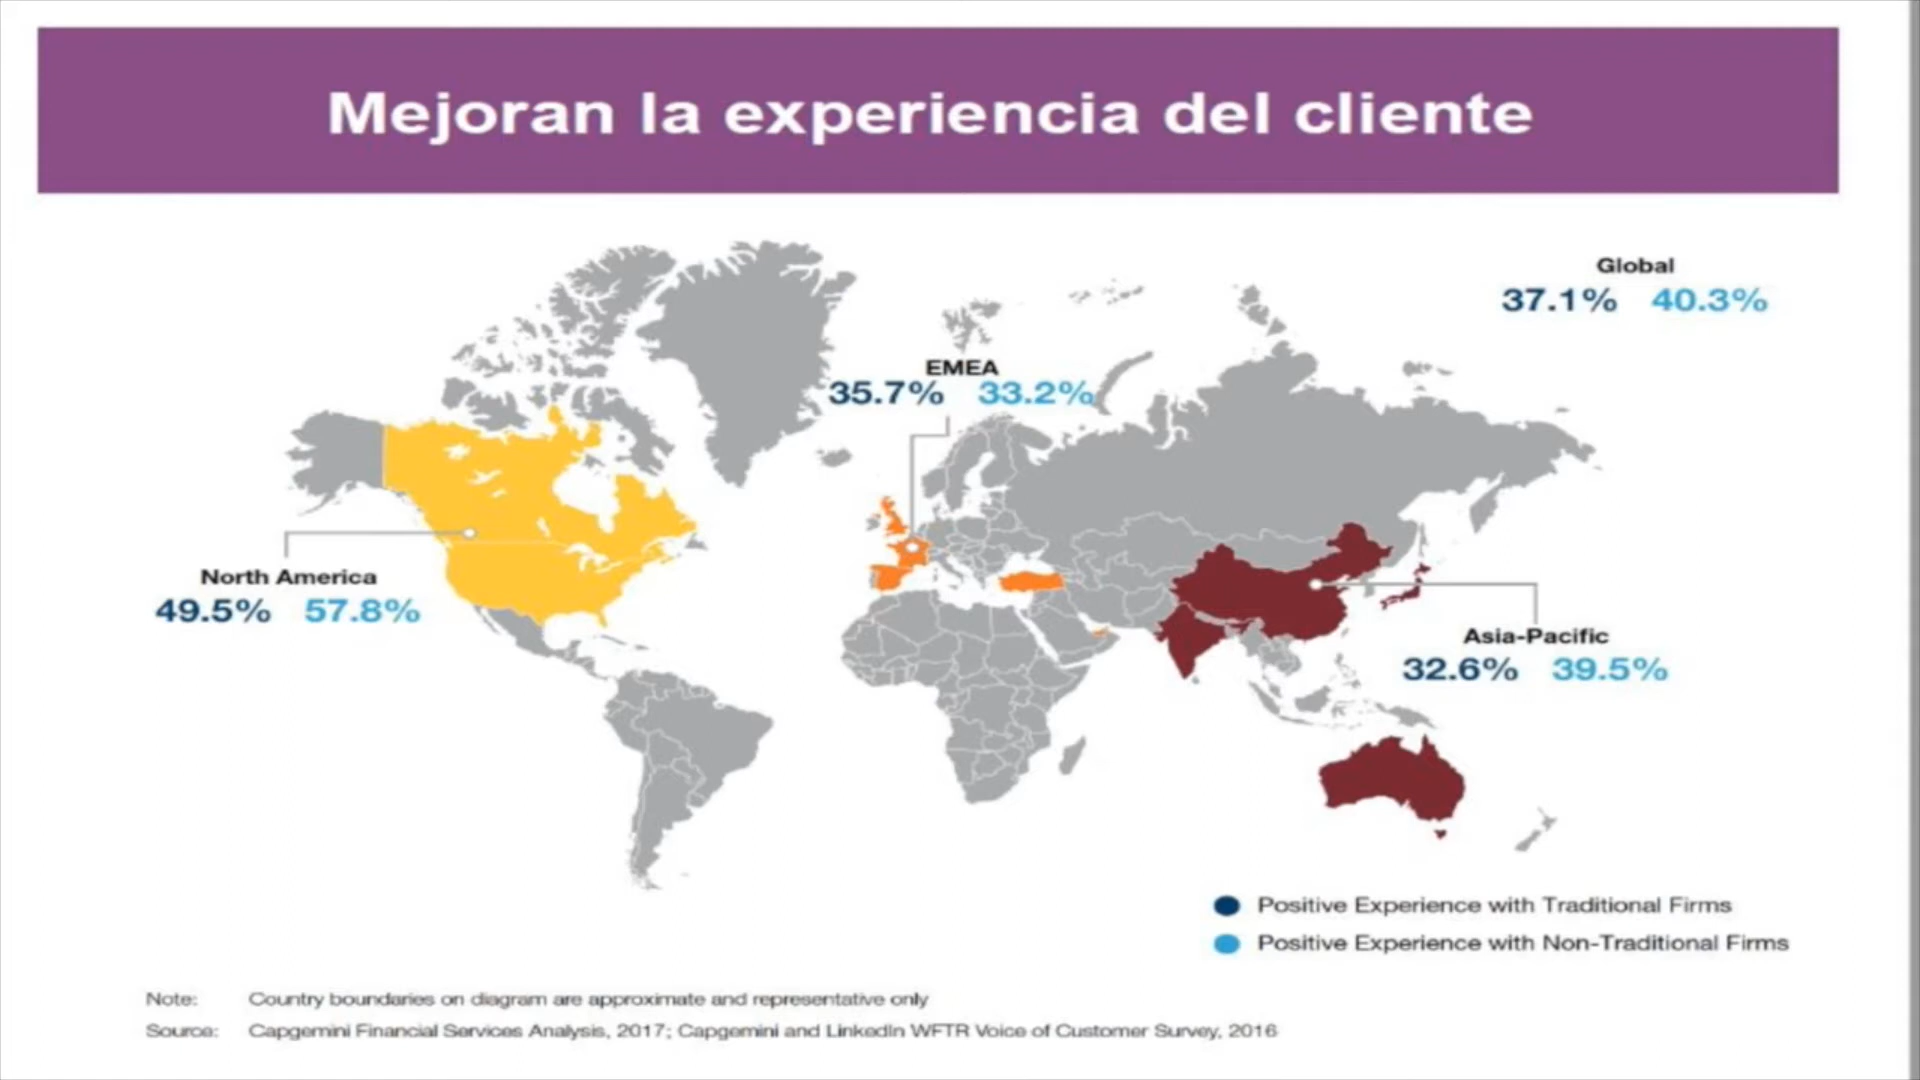 Mejoran la experiencia del cliente
Global
37.1% 40.3%
EMEA
35.7% 33.2%
North America
49.5% 57.8%
Asia-Pacific
32.6% 39.5%
Positive Experience with Traditional Firms
Positive Experience with Non-Traditional Firms
Note: Country boundaries on diagram are approximate and representative only
Source: Capgemini Financial Services Analysis, 2017; Capgemini and LinkedIn WFTR Voice of Customer Survey, 2016